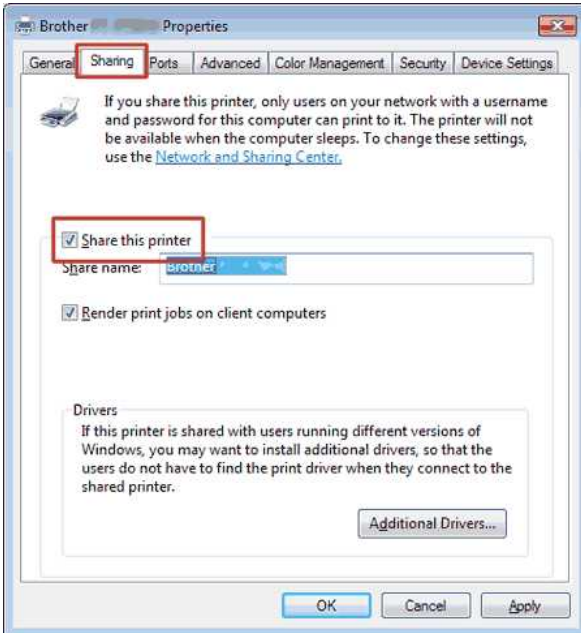 Brother Properties
General Sharing Ports Advanced Color Management Security Device Settings
If you share this printer, only users on your network with a username
and password for this computer can print to it. The printer will not
be available when the computer sleeps. To change these settings,
use the Network and Sharing Center.
Share this printer
Share name: Brother
Render print jobs on client computers
Drivers
If this printer is shared with users running different versions of
Windows, you may want to install additional drivers, so that the
users do not have to find the print driver when they connect to the
shared printer.
Additional Drivers...
OK Cancel Apply